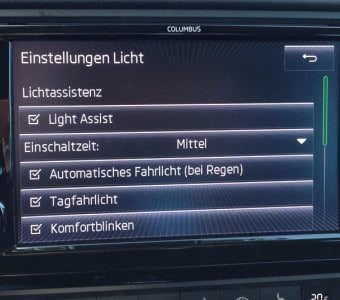 COLUMBUS
Einstellungen Licht
Lichtassistenz
Light Assist
Einschaltzeit: Mittel
Automatisches Fahrlicht (bei Regen)
Tagfahrlicht
Komfortblinken